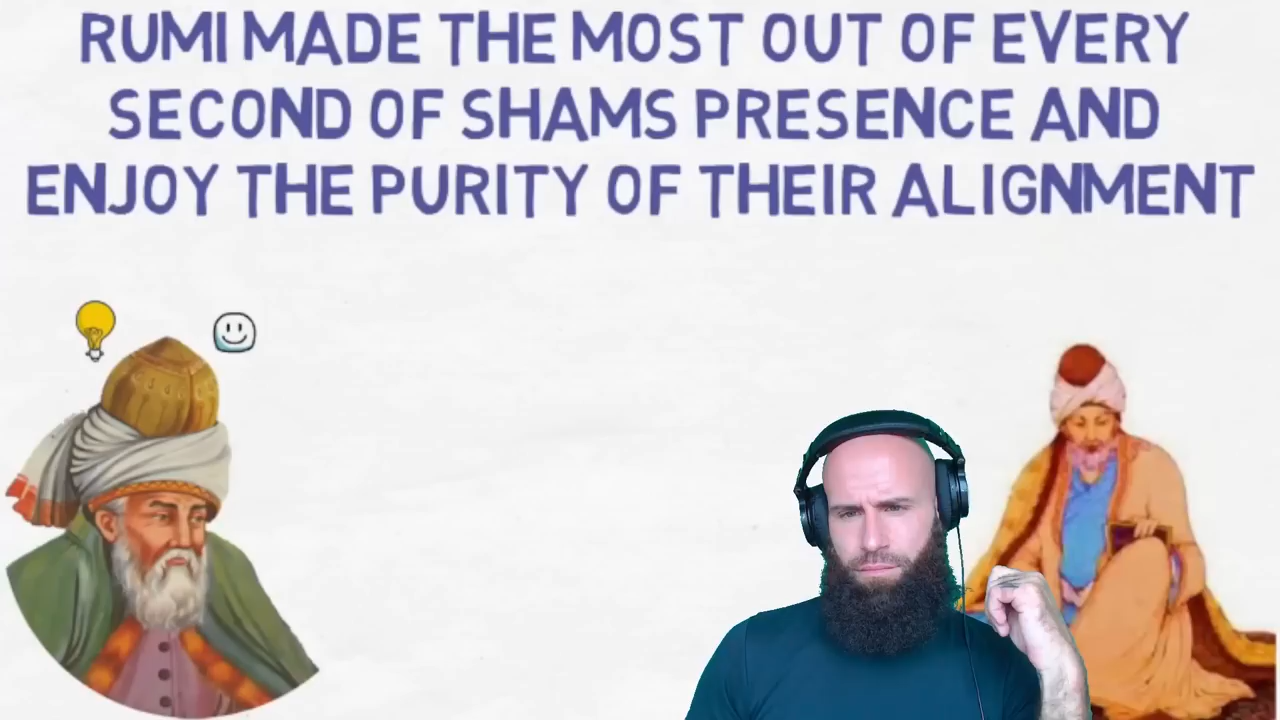 RUMI MADE THE MOST OUT OF EVERY
SECOND OF SHAMS PRESENCE AND
ENJOY THE PURITY OF THEIR ALIGNMENT